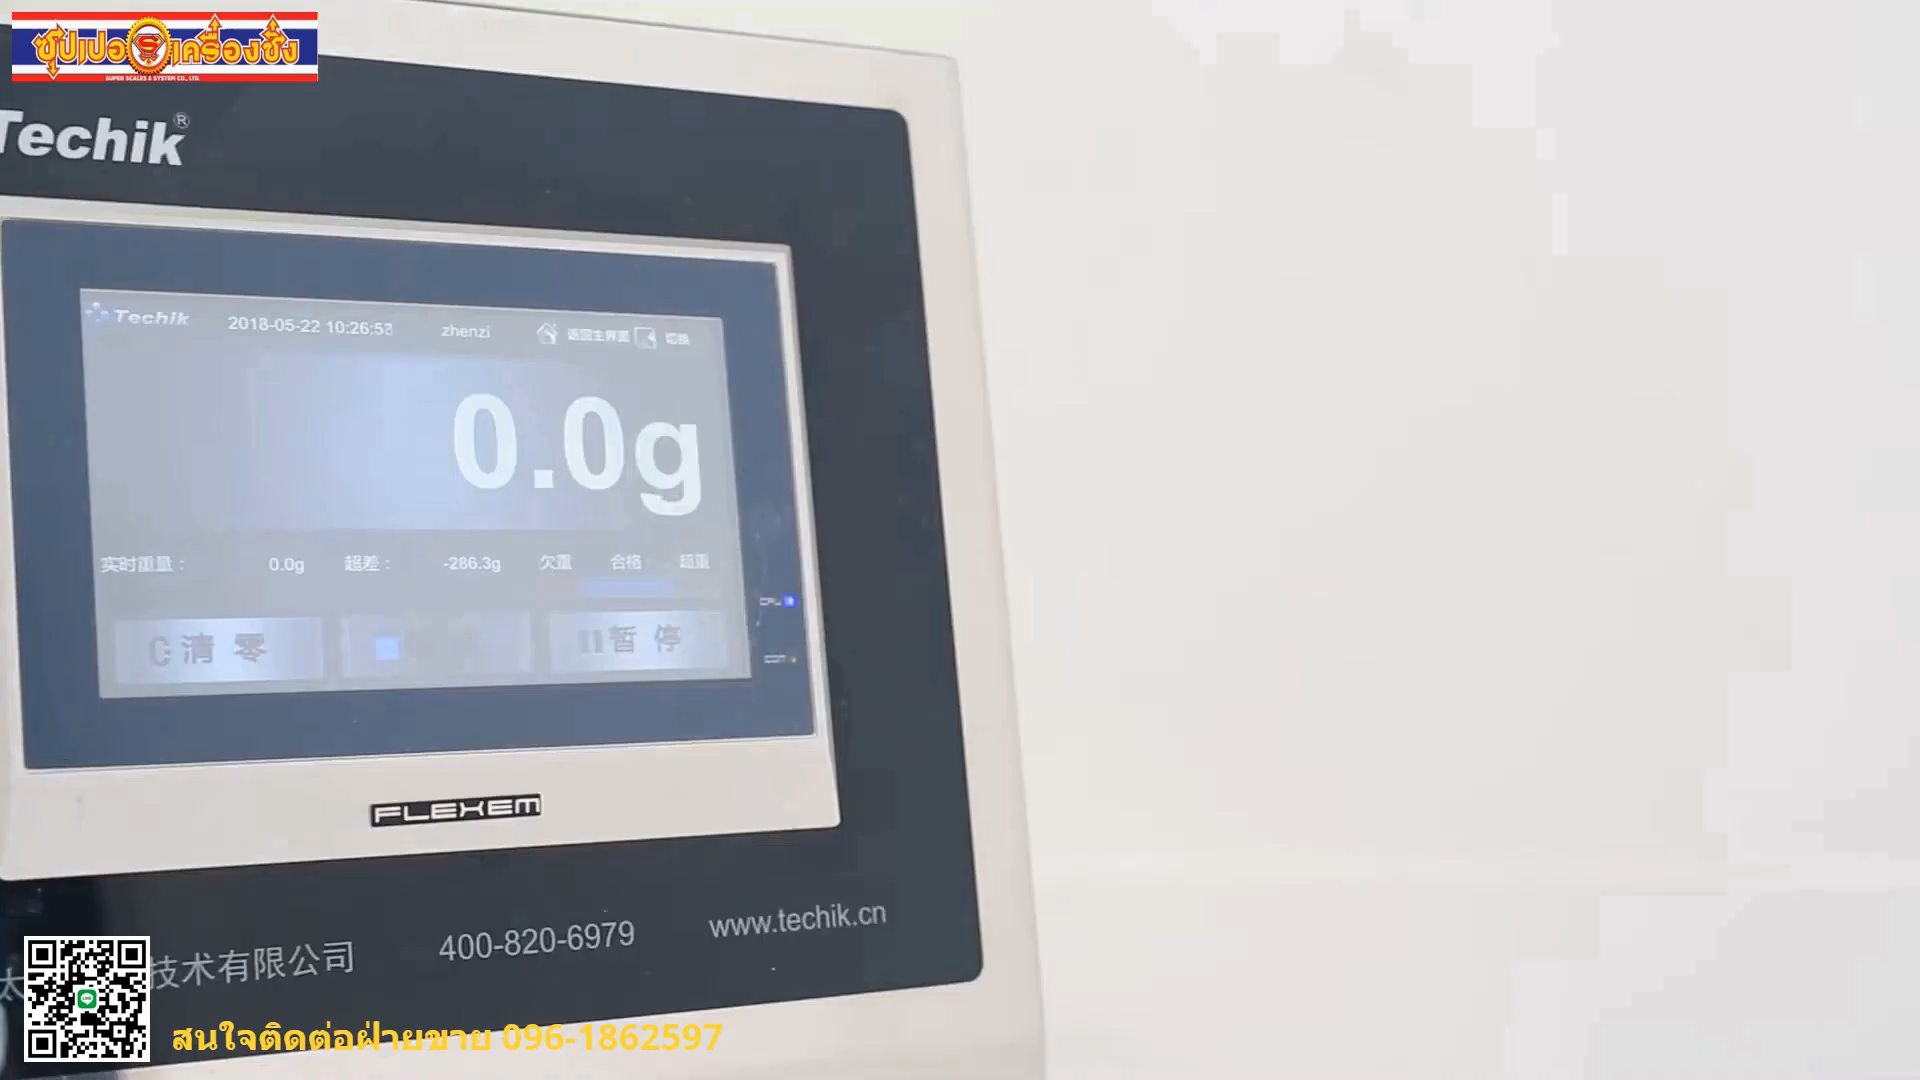 ซุปเปอร์เครื่องชั่ง
SUPER SCALES & SYSTEM CO., LTD.
Techik®
Techik 2018-05-22 10:26:53 zhenzi 返回主界面 切换
0.0g
实时重量： 0.0g 超差： -286.3g 欠重 合格 超重
CPU
COM
清零 暂停
FLEXEM
技术有限公司 400-820-6979 www.techik.cn
สนใจติดต่อฝ่ายขาย 096-1862597